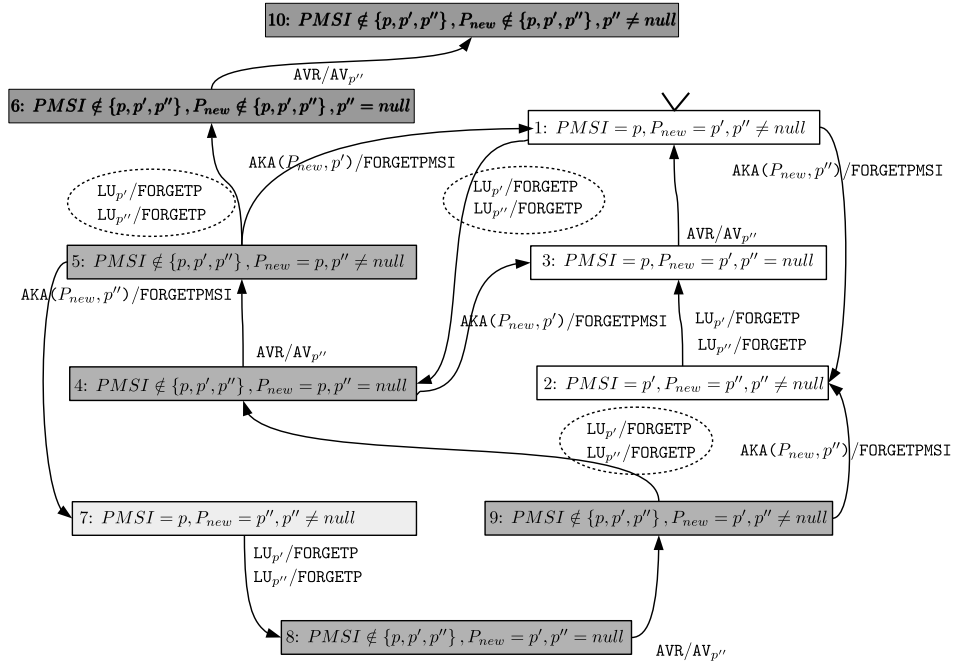 10: PMSI ∉ {p, p′, p″}, P_new ∉ {p, p′, p″}, p″ ≠ null
AVR/AV_p″
6: PMSI ∉ {p, p′, p″}, P_new ∉ {p, p′, p″}, p″ = null
1: PMSI = p, P_new = p′, p″ ≠ null
AKA(P_new, p′)/FORGETPMSI
AKA(P_new, p″)/FORGETPMSI
LU_p′/FORGETP
LU_p″/FORGETP
LU_p′/FORGETP
LU_p″/FORGETP
AVR/AV_p″
5: PMSI ∉ {p, p′, p″}, P_new = p, p″ ≠ null
3: PMSI = p, P_new = p′, p″ = null
AKA(P_new, p″)/FORGETPMSI
AKA(P_new, p′)/FORGETPMSI
LU_p′/FORGETP
LU_p″/FORGETP
AVR/AV_p″
4: PMSI ∉ {p, p′, p″}, P_new = p, p″ = null
2: PMSI = p′, P_new = p″, p″ ≠ null
LU_p′/FORGETP
LU_p″/FORGETP
AKA(P_new, p″)/FORGETPMSI
7: PMSI = p, P_new = p″, p″ ≠ null
9: PMSI ∉ {p, p′, p″}, P_new = p′, p″ ≠ null
LU_p′/FORGETP
LU_p″/FORGETP
8: PMSI ∉ {p, p′, p″}, P_new = p′, p″ = null
AVR/AV_p″